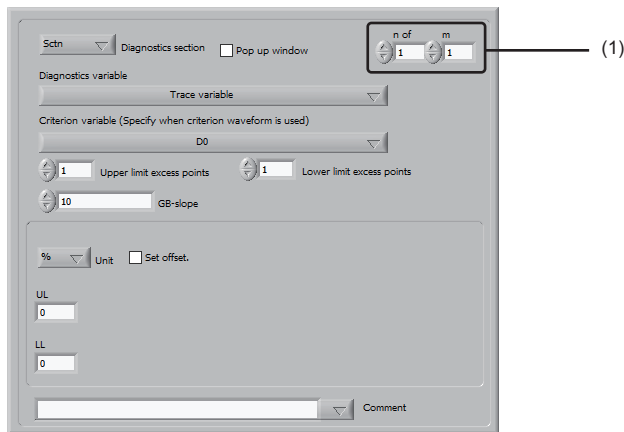 n of m
(1)
Sctn Diagnostics section Pop up window 1 1
Diagnostics variable
Trace variable
Criterion variable (Specify when criterion waveform is used)
D0
1 Upper limit excess points 1 Lower limit excess points
10 GB-slope
% Unit Set offset.
UL
0
LL
0
Comment